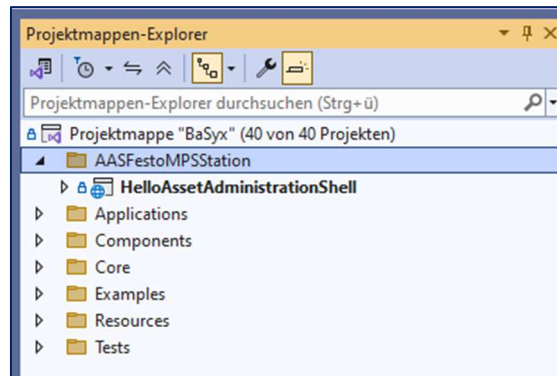 Projektmappen-Explorer
Projektmappen-Explorer durchsuchen (Strg+ü)
Projektmappe "BaSyx" (40 von 40 Projekten)
AASFestoMPSStation
HelloAssetAdministrationShell
Applications
Components
Core
Examples
Resources
Tests